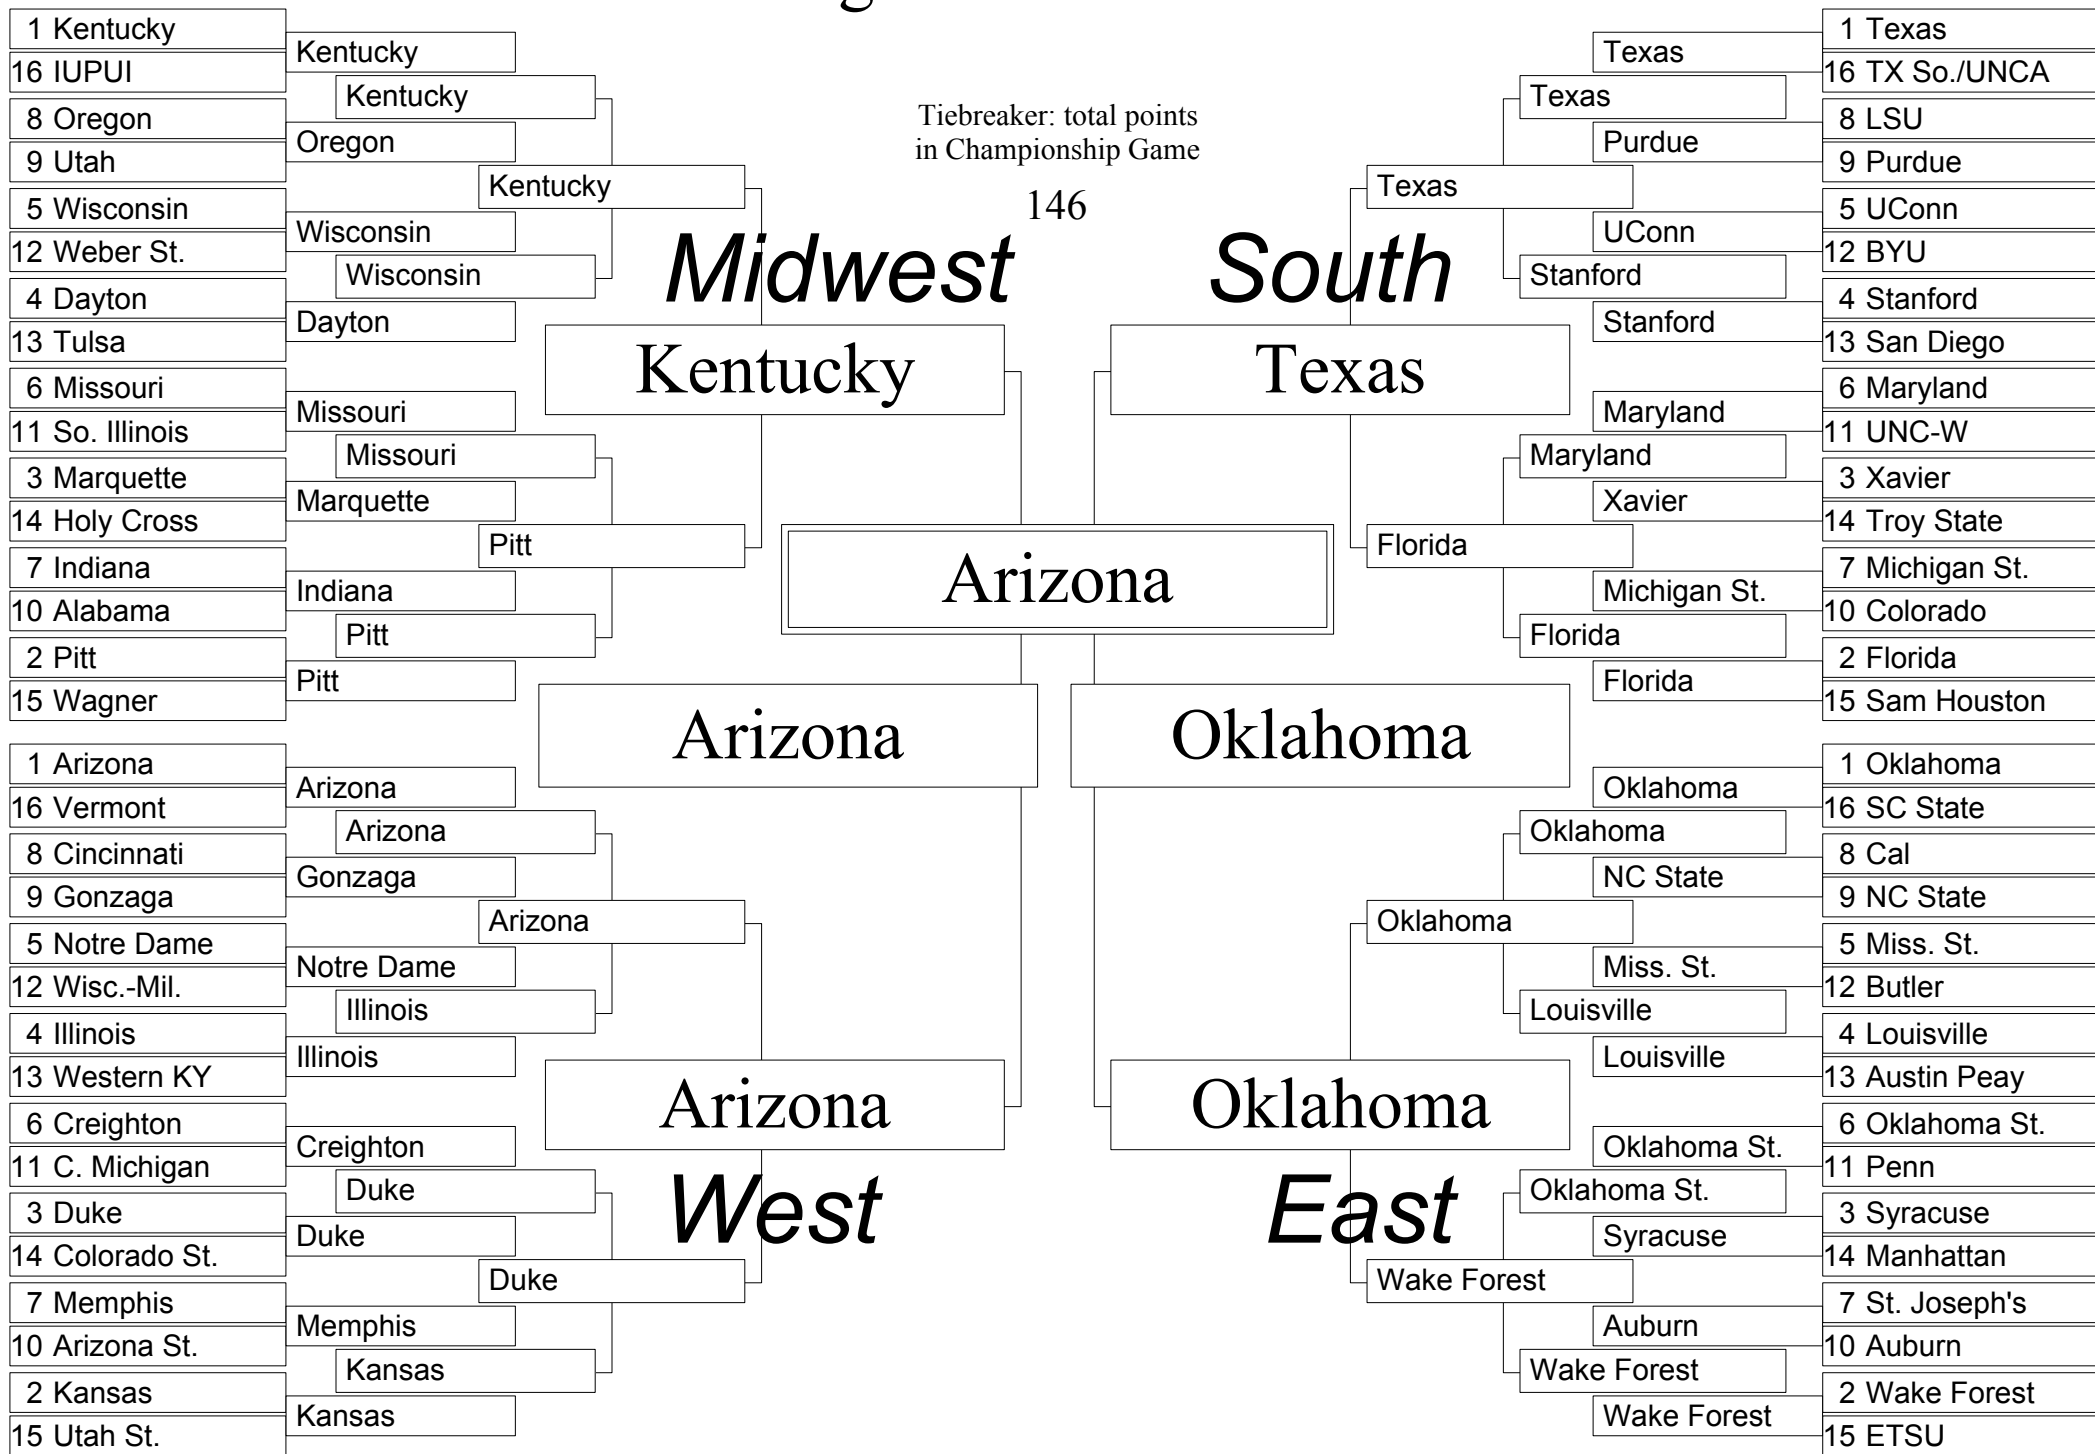 1 Kentucky
16 IUPUI
8 Oregon
9 Utah
5 Wisconsin
12 Weber St.
4 Dayton
13 Tulsa
6 Missouri
11 So. Illinois
3 Marquette
14 Holy Cross
7 Indiana
10 Alabama
2 Pitt
15 Wagner
Kentucky
Oregon
Wisconsin
Dayton
Missouri
Marquette
Indiana
Pitt
Kentucky
Wisconsin
Missouri
Pitt
Kentucky
Pitt
Midwest
Kentucky
1 Arizona
16 Vermont
8 Cincinnati
9 Gonzaga
5 Notre Dame
12 Wisc.-Mil.
4 Illinois
13 Western KY
6 Creighton
11 C. Michigan
3 Duke
14 Colorado St.
7 Memphis
10 Arizona St.
2 Kansas
15 Utah St.
Arizona
Gonzaga
Notre Dame
Illinois
Creighton
Duke
Memphis
Kansas
Arizona
Illinois
Duke
Kansas
Arizona
Duke
Arizona
West
Tiebreaker: total points
in Championship Game
146
Arizona
Arizona
Oklahoma
South
Texas
Texas
Florida
Texas
Stanford
Maryland
Florida
Texas
Purdue
UConn
Stanford
Maryland
Xavier
Michigan St.
Florida
1 Texas
16 TX So./UNCA
8 LSU
9 Purdue
5 UConn
12 BYU
4 Stanford
13 San Diego
6 Maryland
11 UNC-W
3 Xavier
14 Troy State
7 Michigan St.
10 Colorado
2 Florida
15 Sam Houston
Oklahoma
East
Oklahoma
Wake Forest
Oklahoma
Louisville
Oklahoma St.
Wake Forest
Oklahoma
NC State
Miss. St.
Louisville
Oklahoma St.
Syracuse
Auburn
Wake Forest
1 Oklahoma
16 SC State
8 Cal
9 NC State
5 Miss. St.
12 Butler
4 Louisville
13 Austin Peay
6 Oklahoma St.
11 Penn
3 Syracuse
14 Manhattan
7 St. Joseph's
10 Auburn
2 Wake Forest
15 ETSU